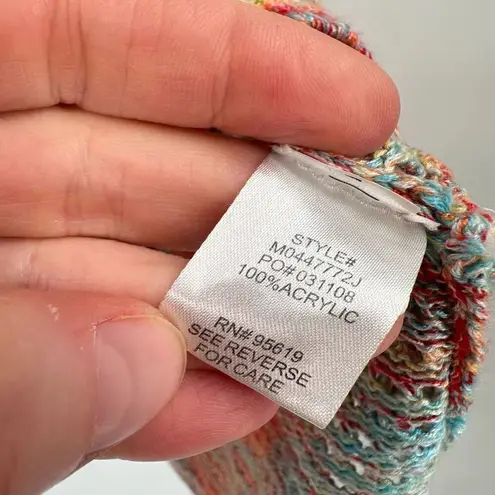 STYLE#
M0447772J
PO#031108
100%ACRYLIC
RN#95619
SEE REVERSE
FOR CARE